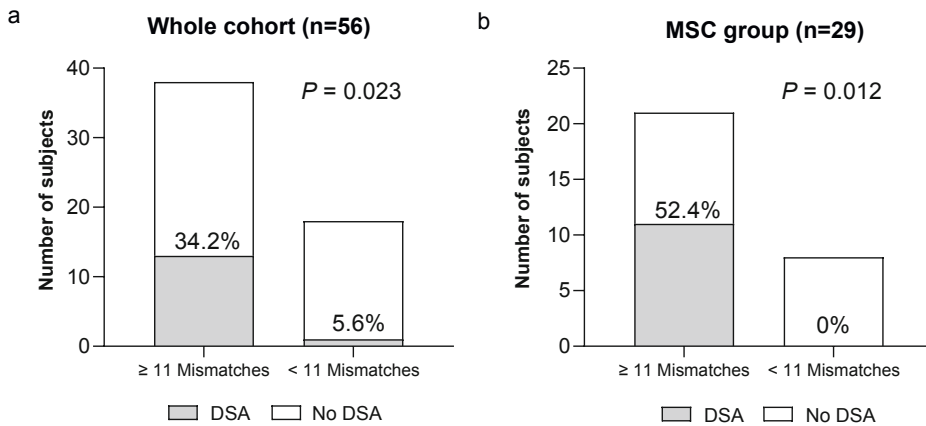 a
Whole cohort (n=56)
Number of subjects
40
30
20
10
0
P = 0.023
34.2%
5.6%
≥ 11 Mismatches
< 11 Mismatches
DSA
No DSA
b
MSC group (n=29)
Number of subjects
25
20
15
10
5
0
P = 0.012
52.4%
0%
≥ 11 Mismatches
< 11 Mismatches
DSA
No DSA